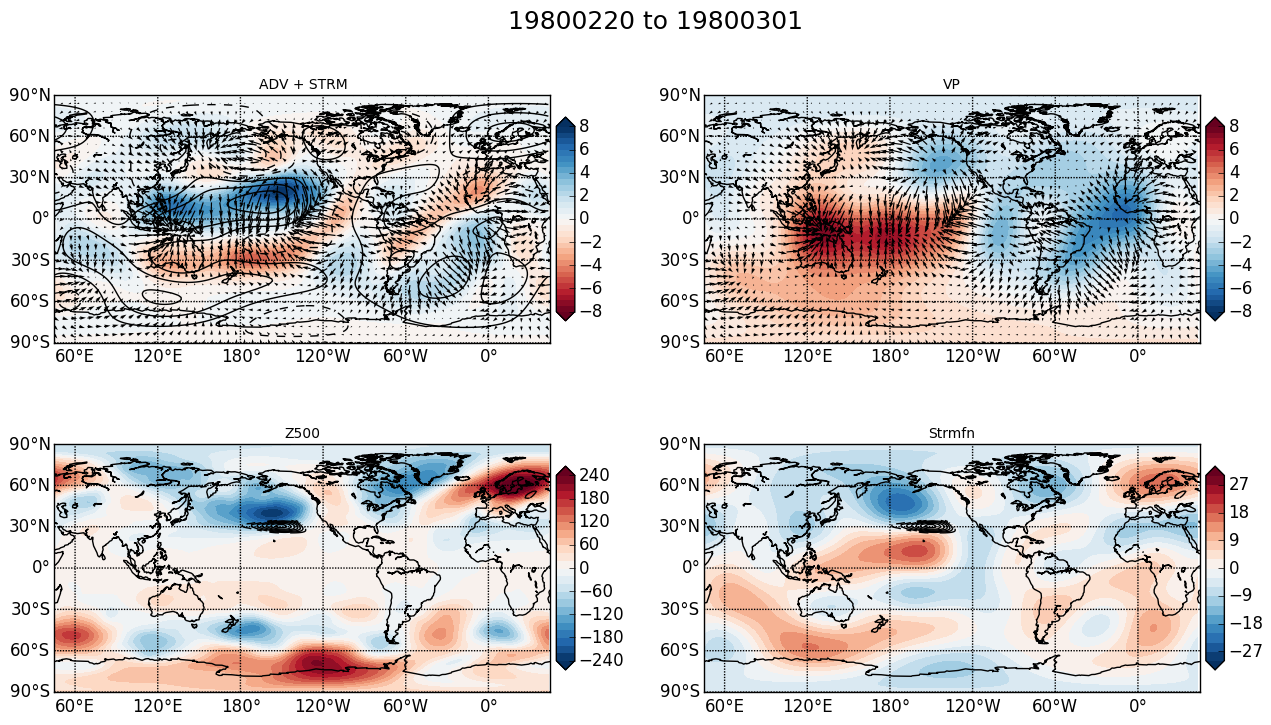 19800220 to 19800301
ADV + STRM
90°N
60°N
30°N
0°
30°S
60°S
90°S
60°E 120°E 180° 120°W 60°W 0°
8
6
4
2
0
−2
−4
−6
−8
VP
90°N
60°N
30°N
0°
30°S
60°S
90°S
60°E 120°E 180° 120°W 60°W 0°
8
6
4
2
0
−2
−4
−6
−8
Z500
90°N
60°N
30°N
0°
30°S
60°S
90°S
60°E 120°E 180° 120°W 60°W 0°
240
180
120
60
0
−60
−120
−180
−240
Strmfn
90°N
60°N
30°N
0°
30°S
60°S
90°S
60°E 120°E 180° 120°W 60°W 0°
27
18
9
0
−9
−18
−27